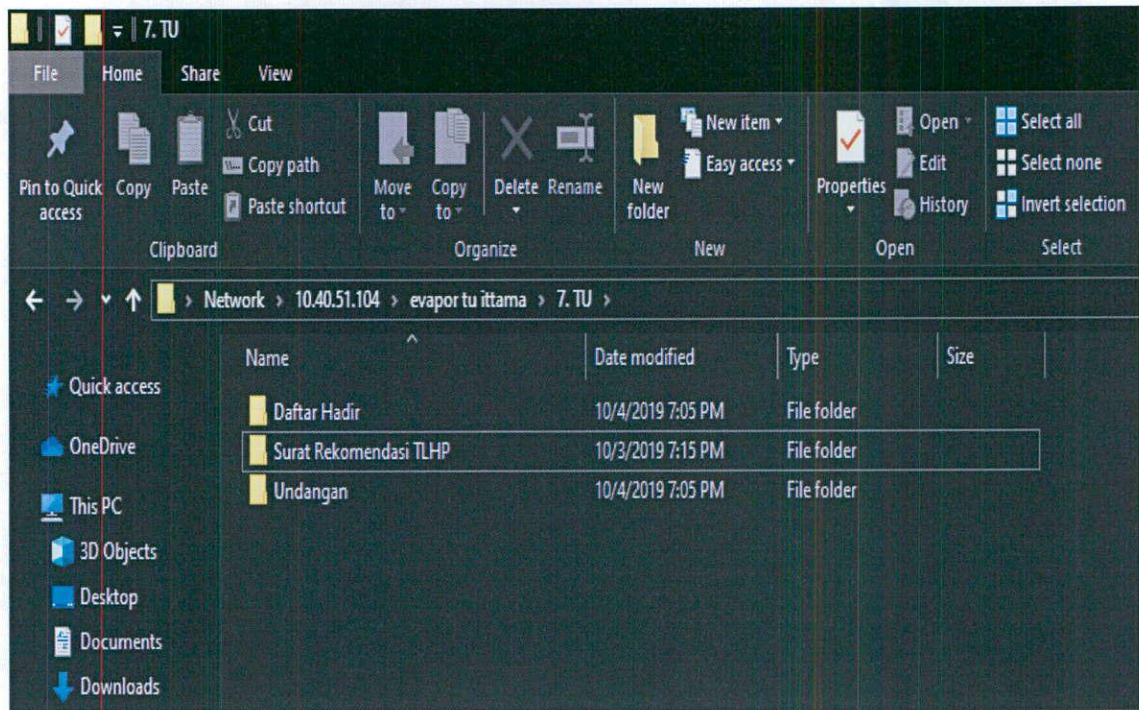 7. TU
File Home Share View
Pin to Quick access
Copy
Paste
Cut
Copy path
Paste shortcut
Move to
Copy to
Delete
Rename
New folder
New item
Easy access
Properties
Open
Edit
History
Select all
Select none
Invert selection
Clipboard Organize New Open Select
Network > 10.40.51.104 > evapor tu ittama > 7. TU >
Name Date modified Type Size
Daftar Hadir 10/4/2019 7:05 PM File folder
Surat Rekomendasi TLHP 10/3/2019 7:15 PM File folder
Undangan 10/4/2019 7:05 PM File folder
Quick access
OneDrive
This PC
3D Objects
Desktop
Documents
Downloads